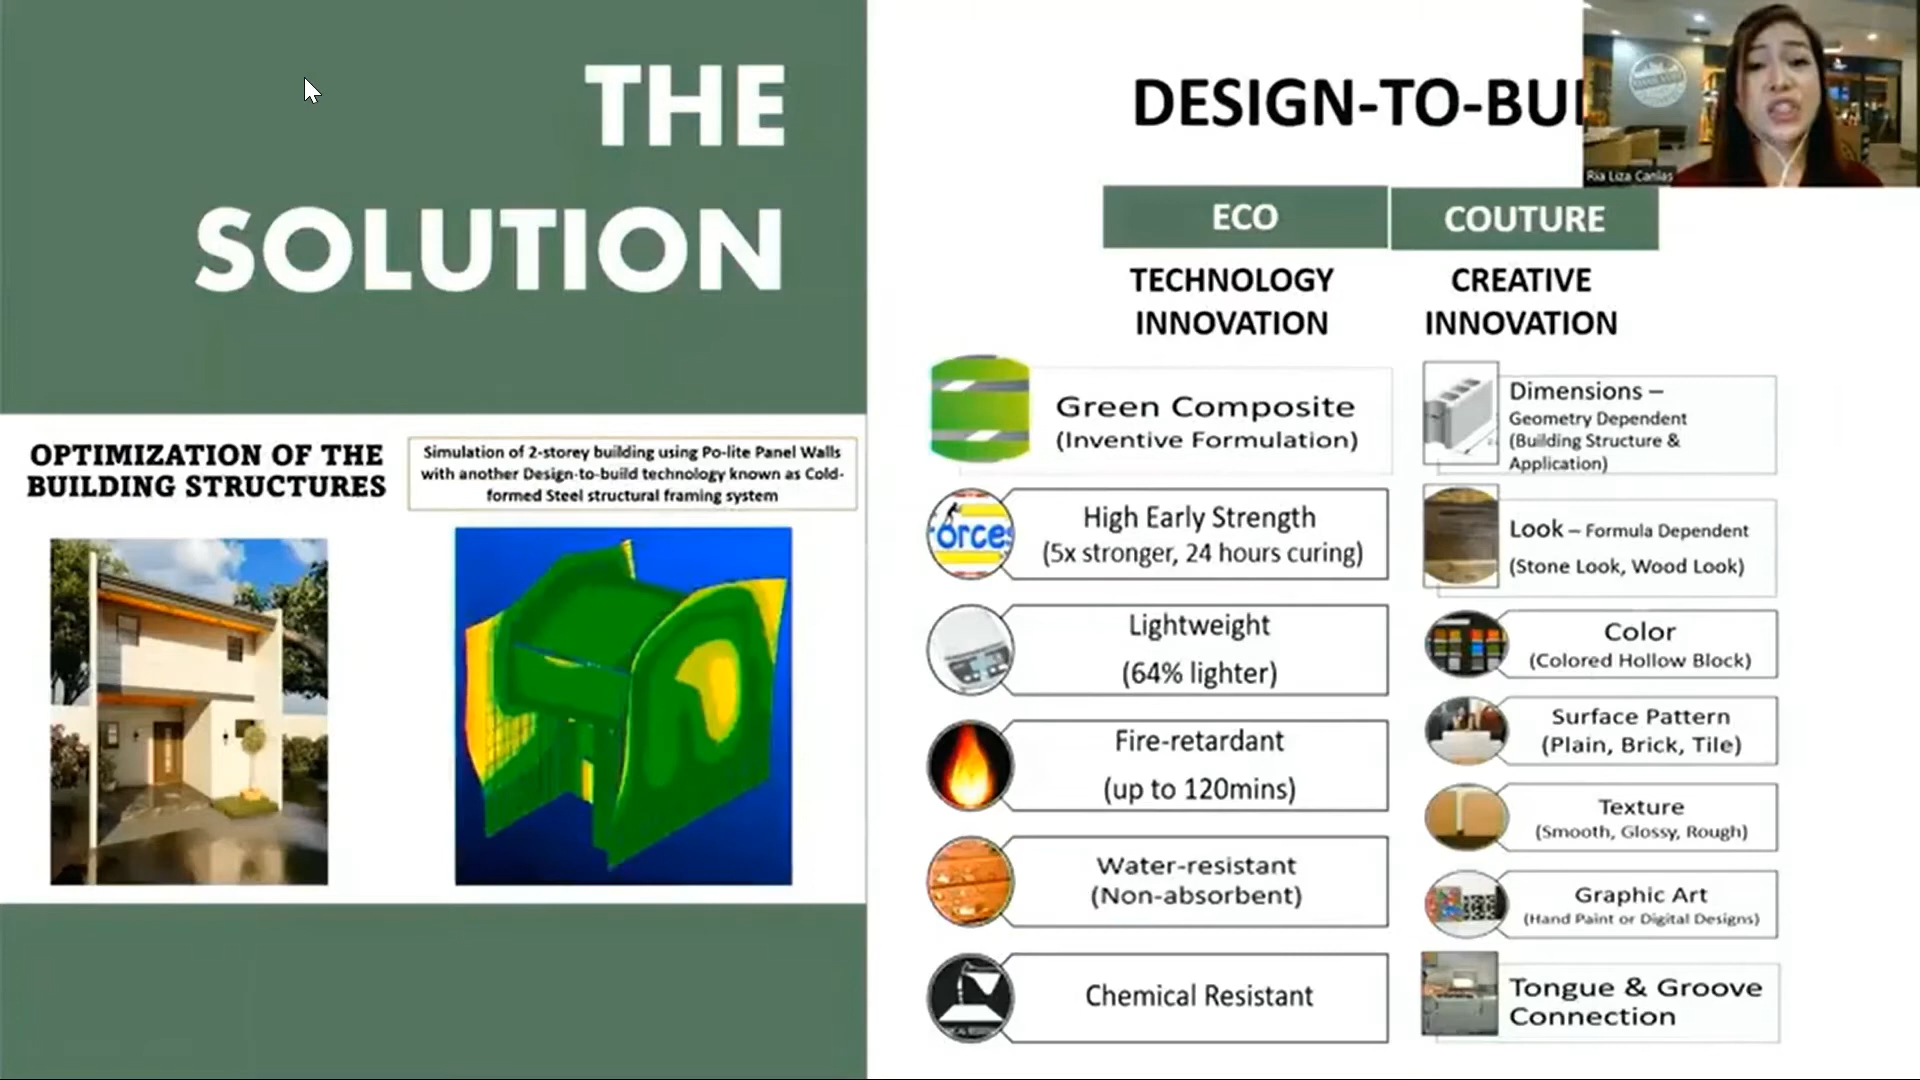 THE
SOLUTION
OPTIMIZATION OF THE
BUILDING STRUCTURES
Simulation of 2-storey building using Po-lite Panel Walls
with another Design-to-build technology known as Cold-
formed Steel structural framing system
DESIGN-TO-BUI
Ria Liza Canlas
ECO
COUTURE
TECHNOLOGY
INNOVATION
CREATIVE
INNOVATION
Green Composite
(Inventive Formulation)
orce
High Early Strength
(5x stronger, 24 hours curing)
Lightweight
(64% lighter)
Fire-retardant
(up to 120mins)
Water-resistant
(Non-absorbent)
Chemical Resistant
Dimensions –
Geometry Dependent
(Building Structure &
Application)
Look – Formula Dependent
(Stone Look, Wood Look)
Color
(Colored Hollow Block)
Surface Pattern
(Plain, Brick, Tile)
Texture
(Smooth, Glossy, Rough)
Graphic Art
(Hand Paint or Digital Designs)
Tongue & Groove
Connection